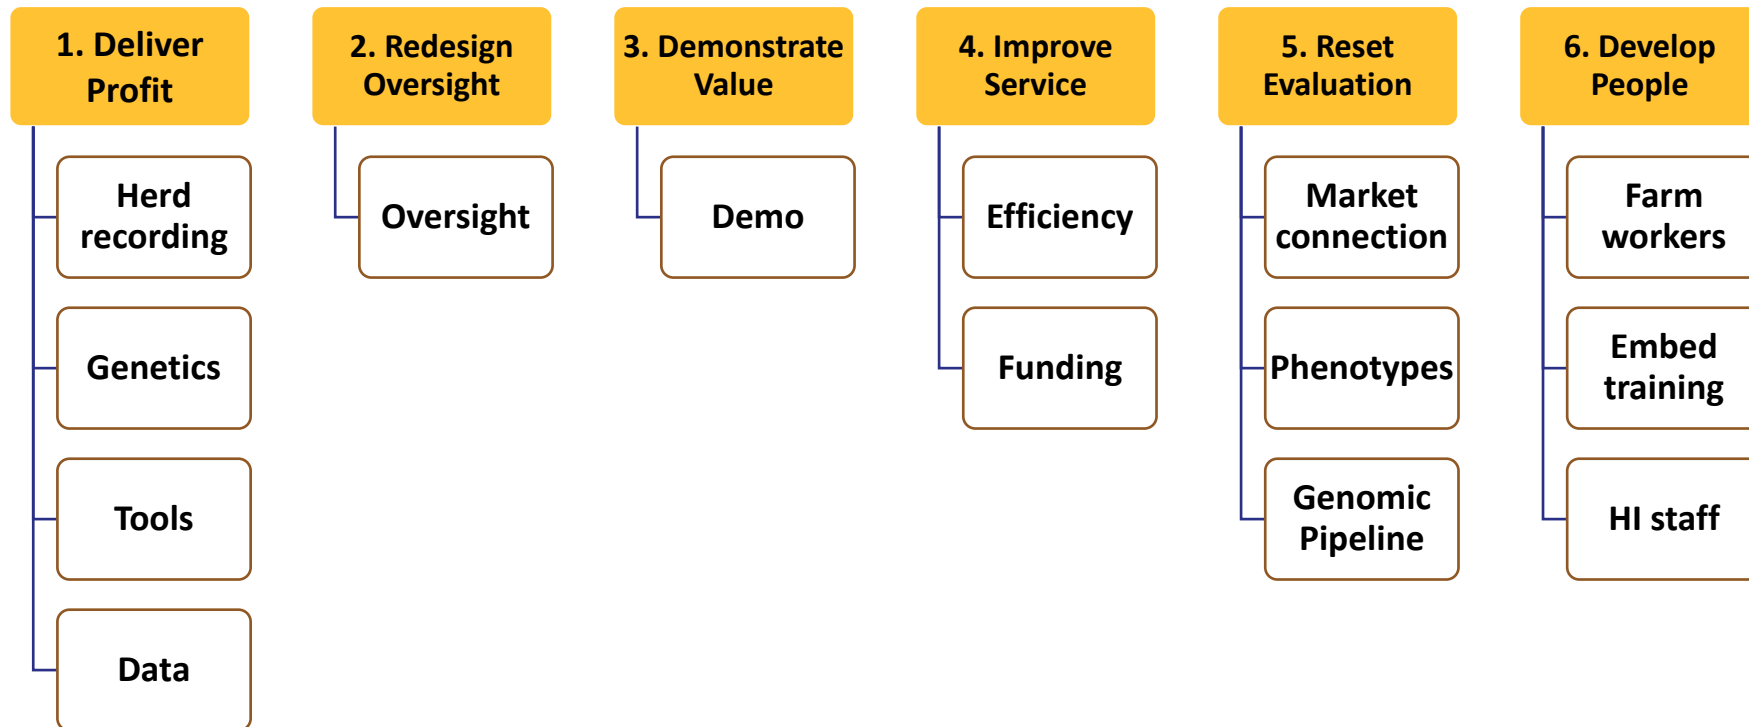 1. Deliver
Profit
Herd
recording
Genetics
Tools
Data
2. Redesign
Oversight
Oversight
3. Demonstrate
Value
Demo
4. Improve
Service
Efficiency
Funding
5. Reset
Evaluation
Market
connection
Phenotypes
Genomic
Pipeline
6. Develop
People
Farm
workers
Embed
training
HI staff